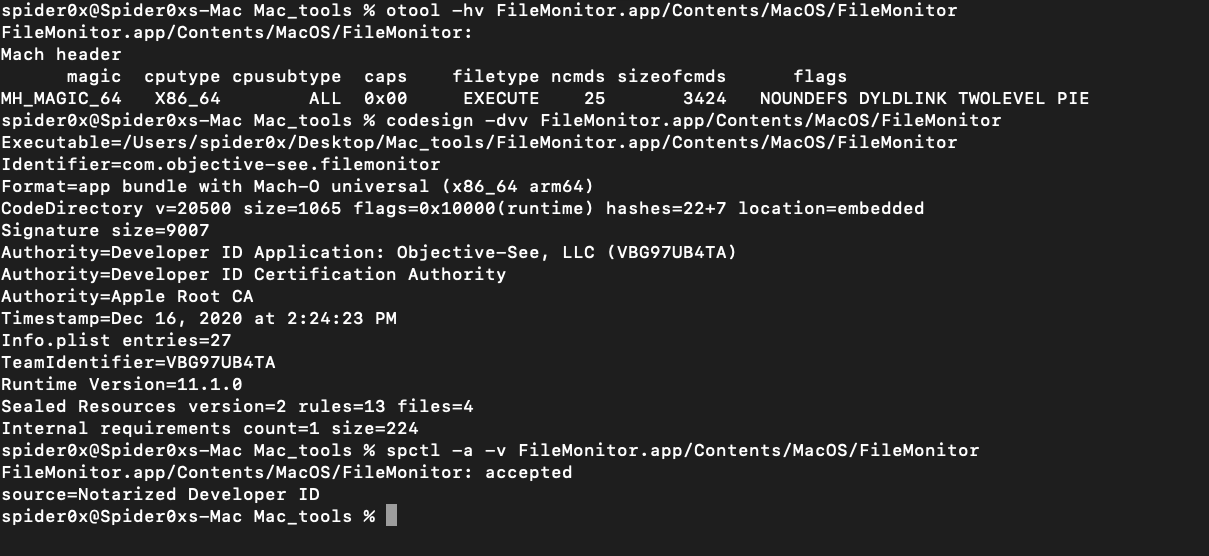 spider0x@Spider0xs-Mac Mac_tools % otool -hv FileMonitor.app/Contents/MacOS/FileMonitor
FileMonitor.app/Contents/MacOS/FileMonitor:
Mach header
      magic  cputype cpusubtype  caps    filetype ncmds sizeofcmds      flags
MH_MAGIC_64   X86_64        ALL  0x00     EXECUTE    25       3424   NOUNDEFS DYLDLINK TWOLEVEL PIE
spider0x@Spider0xs-Mac Mac_tools % codesign -dvv FileMonitor.app/Contents/MacOS/FileMonitor
Executable=/Users/spider0x/Desktop/Mac_tools/FileMonitor.app/Contents/MacOS/FileMonitor
Identifier=com.objective-see.filemonitor
Format=app bundle with Mach-O universal (x86_64 arm64)
CodeDirectory v=20500 size=1065 flags=0x10000(runtime) hashes=22+7 location=embedded
Signature size=9007
Authority=Developer ID Application: Objective-See, LLC (VBG97UB4TA)
Authority=Developer ID Certification Authority
Authority=Apple Root CA
Timestamp=Dec 16, 2020 at 2:24:23 PM
Info.plist entries=27
TeamIdentifier=VBG97UB4TA
Runtime Version=11.1.0
Sealed Resources version=2 rules=13 files=4
Internal requirements count=1 size=224
spider0x@Spider0xs-Mac Mac_tools % spctl -a -v FileMonitor.app/Contents/MacOS/FileMonitor
FileMonitor.app/Contents/MacOS/FileMonitor: accepted
source=Notarized Developer ID
spider0x@Spider0xs-Mac Mac_tools %